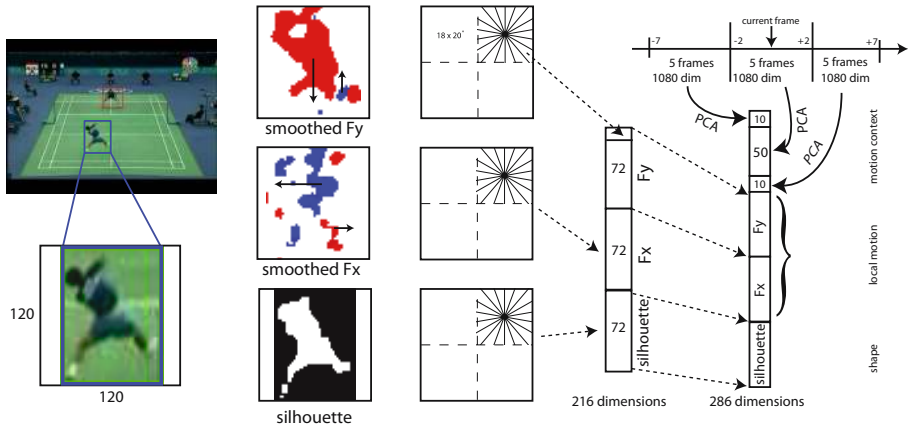 120
120
smoothed Fy
smoothed Fx
silhouette
18 x 20°
72
Fy
72
Fx
72
silhouette
216 dimensions
current frame
-7
-2
+2
+7
5 frames
1080 dim
5 frames
1080 dim
5 frames
1080 dim
PCA
PCA
PCA
10
50
10
Fy
Fx
silhouette
286 dimensions
motion context
local motion
shape